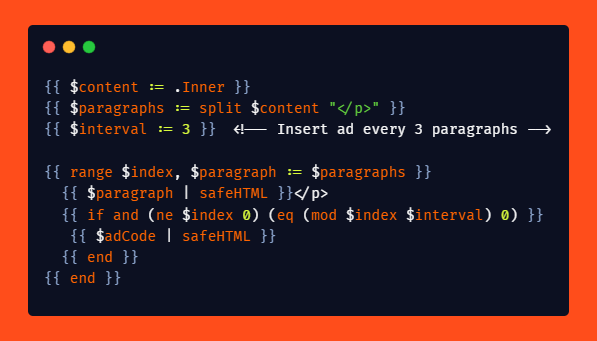 {{ $content := .Inner }}
{{ $paragraphs := split $content "</p>" }}
{{ $interval := 3 }}  <!-- Insert ad every 3 paragraphs -->

{{ range $index, $paragraph := $paragraphs }}
  {{ $paragraph | safeHTML }}</p>
  {{ if and (ne $index 0) (eq (mod $index $interval) 0) }}
   {{ $adCode | safeHTML }}
  {{ end }}
{{ end }}